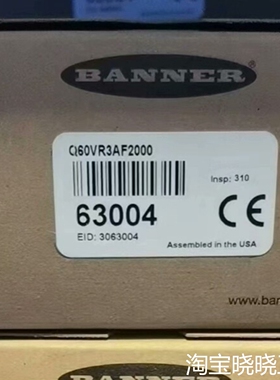 BANNER
Q60VR3AF2000
Insp: 310
63004
EID: 3063004
CE
Assembled in the USA
www.ban
淘宝晓晓